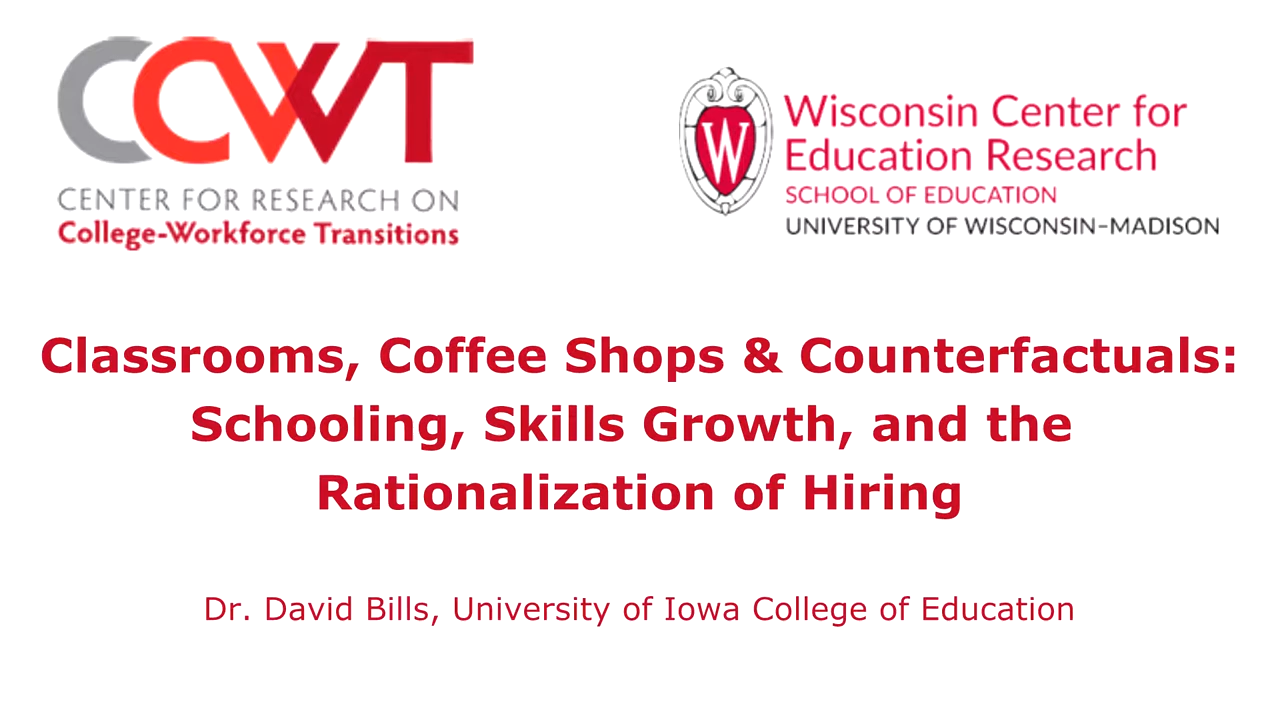 CCWT
CENTER FOR RESEARCH ON
College-Workforce Transitions
W
Wisconsin Center for
Education Research
SCHOOL OF EDUCATION
UNIVERSITY OF WISCONSIN–MADISON
Classrooms, Coffee Shops & Counterfactuals:
Schooling, Skills Growth, and the
Rationalization of Hiring
Dr. David Bills, University of Iowa College of Education